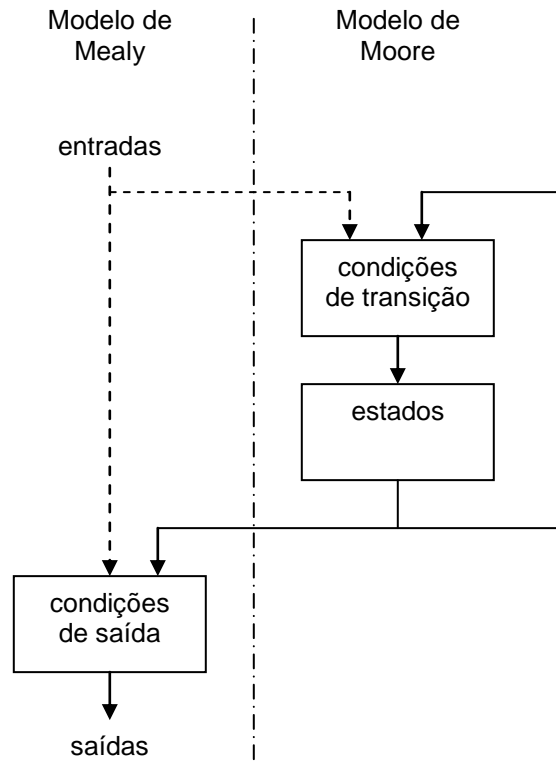 Modelo de
Mealy
Modelo de
Moore
entradas
condições
de transição
estados
condições
de saída
saídas